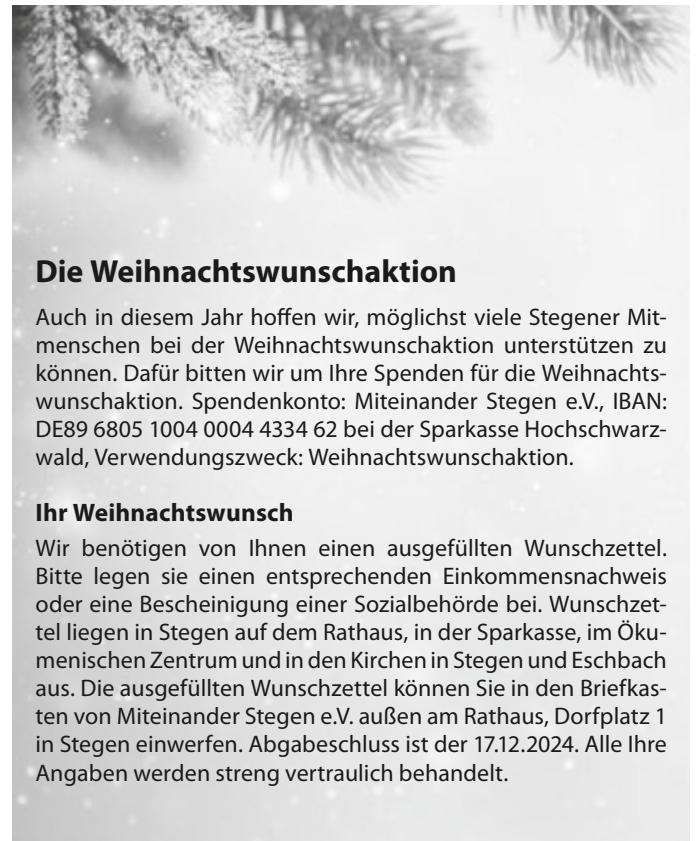 Die Weihnachtswunschaktion
Auch in diesem Jahr hoffen wir, möglichst viele Stegener Mit-
menschen bei der Weihnachtswunschaktion unterstützen zu
können. Dafür bitten wir um Ihre Spenden für die Weihnachts-
wunschaktion. Spendenkonto: Miteinander Stegen e.V., IBAN:
DE89 6805 1004 0004 4334 62 bei der Sparkasse Hochschwarz-
wald, Verwendungszweck: Weihnachtswunschaktion.
Ihr Weihnachtswunsch
Wir benötigen von Ihnen einen ausgefüllten Wunschzettel.
Bitte legen sie einen entsprechenden Einkommensnachweis
oder eine Bescheinigung einer Sozialbehörde bei. Wunschzet-
tel liegen in Stegen auf dem Rathaus, in der Sparkasse, im Öku-
menischen Zentrum und in den Kirchen in Stegen und Eschbach
aus. Die ausgefüllten Wunschzettel können Sie in den Briefkas-
ten von Miteinander Stegen e.V. außen am Rathaus, Dorfplatz 1
in Stegen einwerfen. Abgabeschluss ist der 17.12.2024. Alle Ihre
Angaben werden streng vertraulich behandelt.